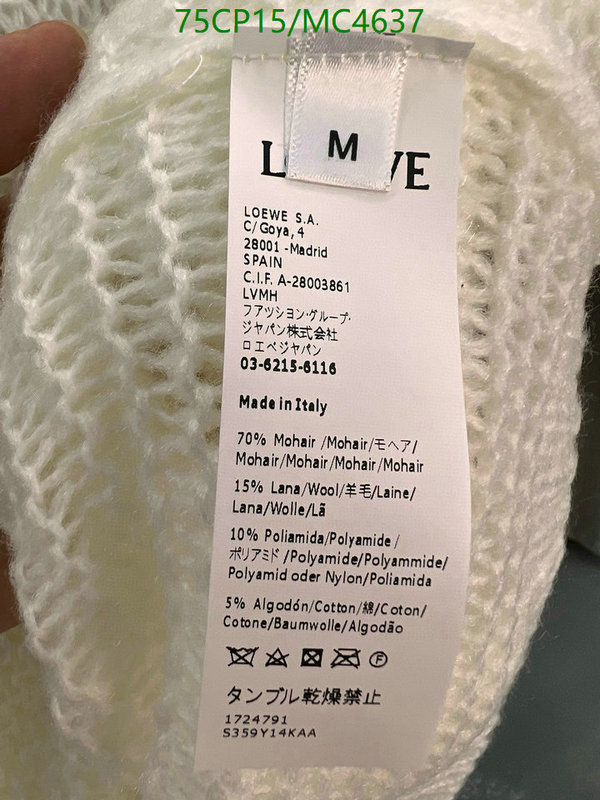 75CP15/MC4637
M
LOEWE S.A.
C/Goya, 4
28001 -Madrid
SPAIN
C.I.F. A-28003861
LVMH
ファッション・グループ・
ジャパン株式会社
ロエベジャパン
03-6215-6116
Made in Italy
70% Mohair /Mohair/モヘア/
Mohair/Mohair/Mohair/Mohair
15% Lana/Wool/羊毛/Laine/
Lana/Wolle/Lã
10% Poliamida/Polyamide/
ポリアミド/Polyamide/Polyammide/
Polyamid oder Nylon/Poliamida
5% Algodón/Cotton/綿/Coton/
Cotone/Baumwolle/Algodão
F
タンブル乾燥禁止
1724791
S359Y14KAA